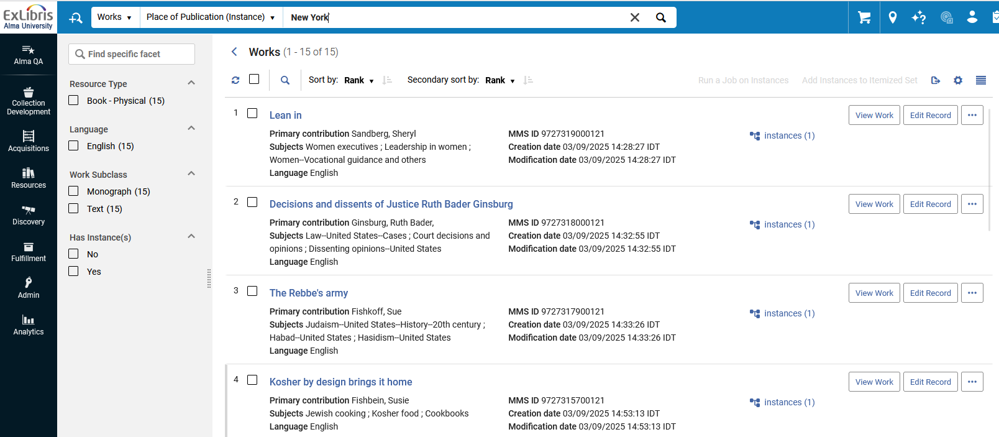 ExLibris
Alma University
Works
Place of Publication (Instance)
New York
Alma QA
Collection
Development
Acquisitions
Resources
Discovery
Fulfillment
Admin
Analytics
Find specific facet
Resource Type
Book - Physical (15)
Language
English (15)
Work Subclass
Monograph (15)
Text (15)
Has Instance(s)
No
Yes
Works (1 - 15 of 15)
Sort by: Rank Secondary sort by: Rank
Run a Job on Instances Add Instances to Itemized Set
1 Lean in
View Work Edit Record
Primary contribution Sandberg, Sheryl
Subjects Women executives ; Leadership in women ;
Women--Vocational guidance and others
Language English
MMS ID 9727319000121
Creation date 03/09/2025 14:28:27 IDT
Modification date 03/09/2025 14:28:27 IDT
instances (1)
2 Decisions and dissents of Justice Ruth Bader Ginsburg
View Work Edit Record
Primary contribution Ginsburg, Ruth Bader,
Subjects Law--United States--Cases ; Court decisions and
opinions ; Dissenting opinions--United States
Language English
MMS ID 9727318000121
Creation date 03/09/2025 14:32:55 IDT
Modification date 03/09/2025 14:32:55 IDT
instances (1)
3 The Rebbe's army
View Work Edit Record
Primary contribution Fishkoff, Sue
Subjects Judaism--United States--History--20th century ;
Habad--United States ; Hasidism--United States
Language English
MMS ID 9727317900121
Creation date 03/09/2025 14:33:26 IDT
Modification date 03/09/2025 14:33:26 IDT
instances (1)
4 Kosher by design brings it home
View Work Edit Record
Primary contribution Fishbein, Susie
Subjects Jewish cooking ; Kosher food ; Cookbooks
Language English
MMS ID 9727315700121
Creation date 03/09/2025 14:53:13 IDT
Modification date 03/09/2025 14:53:13 IDT
instances (1)